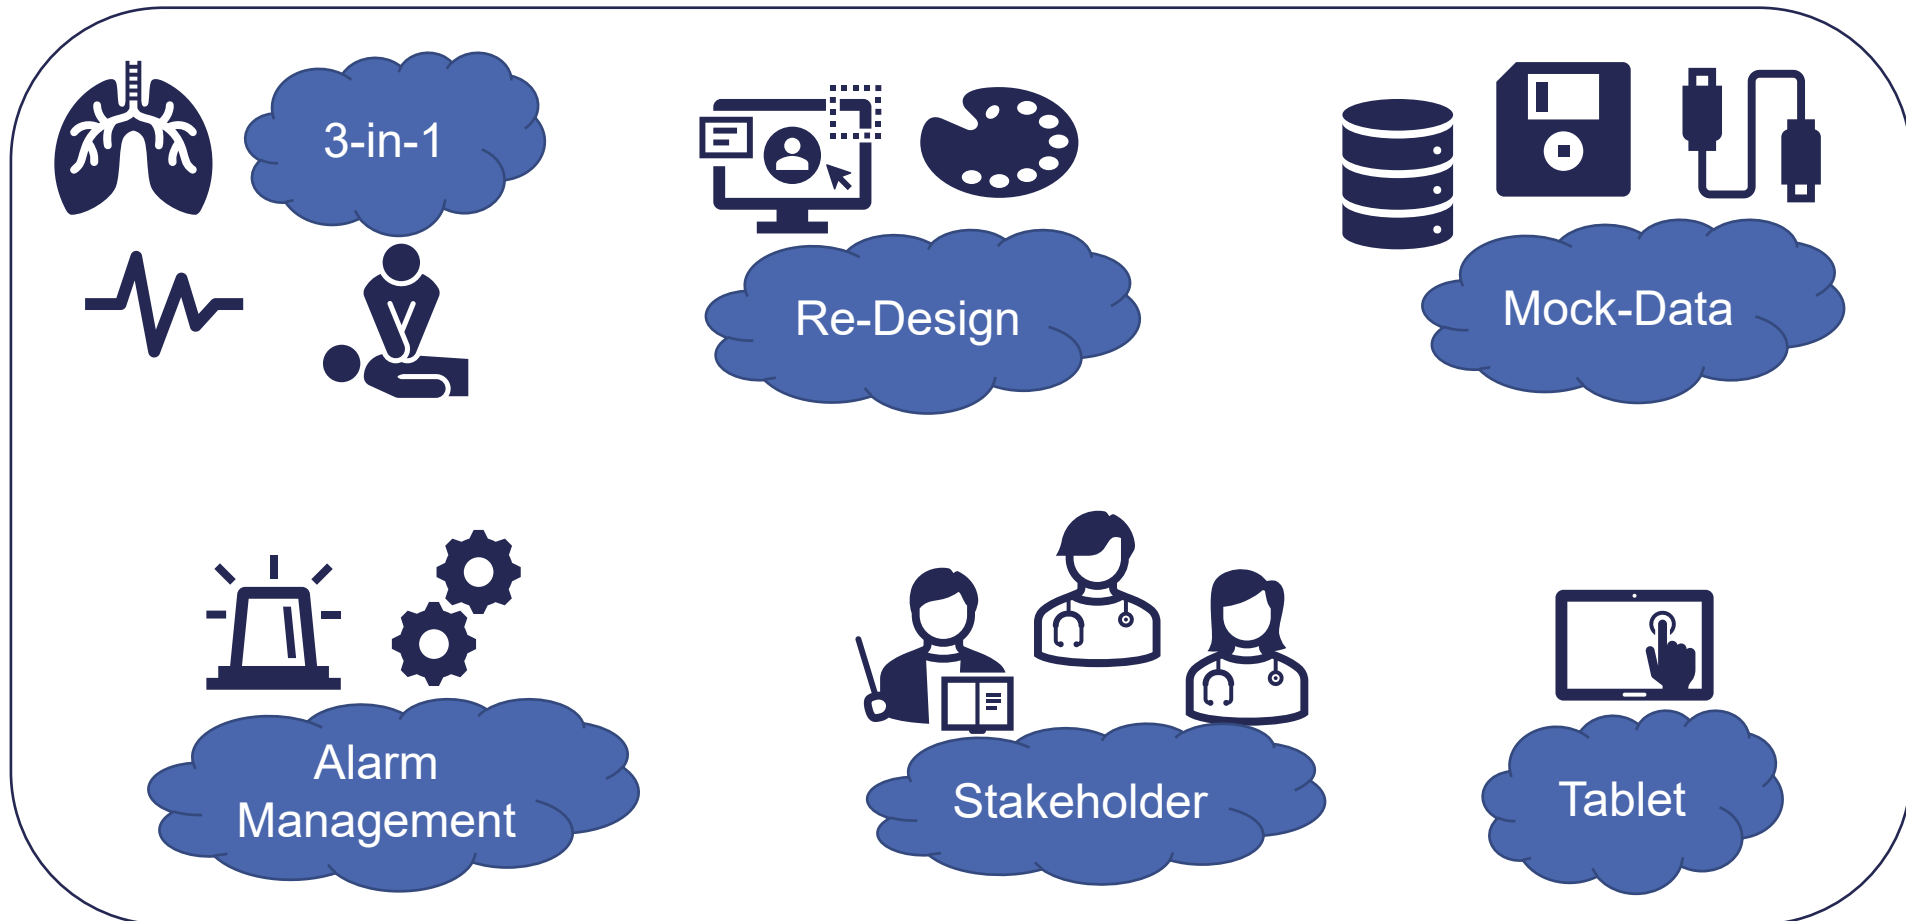 3-in-1
Re-Design
Mock-Data
Alarm
Management
Stakeholder
Tablet